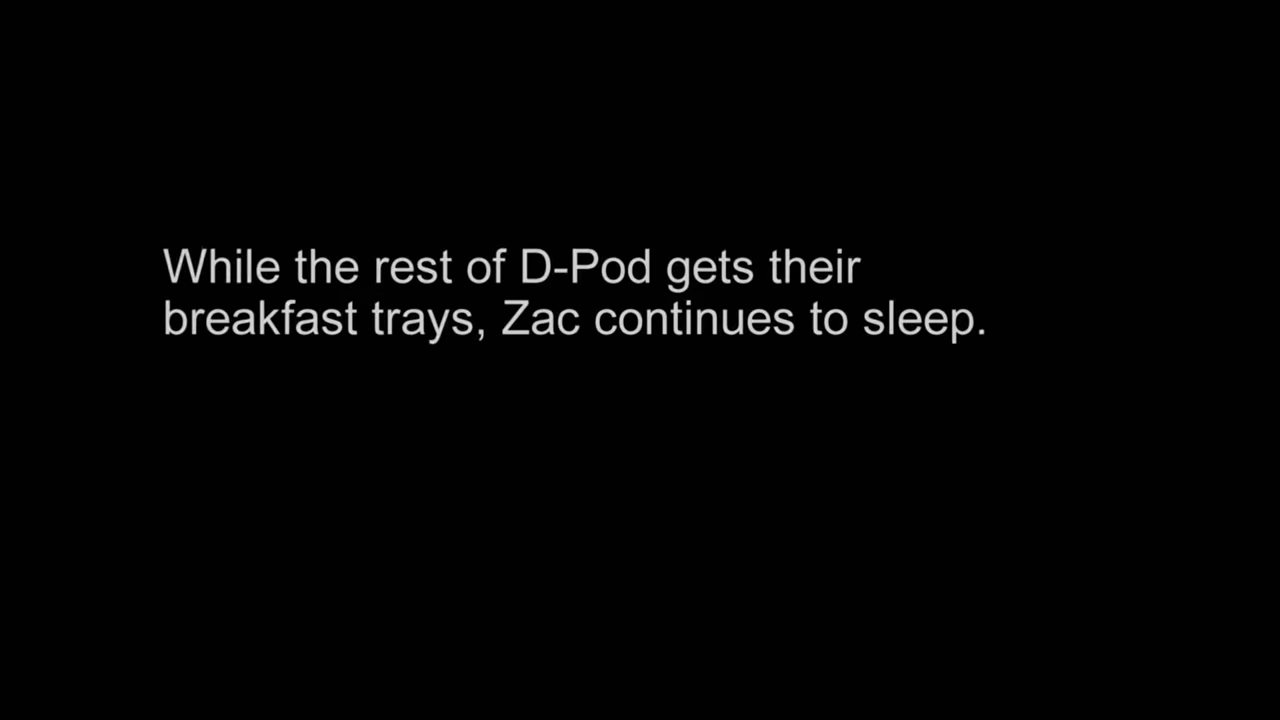 While the rest of D-Pod gets their
breakfast trays, Zac continues to sleep.